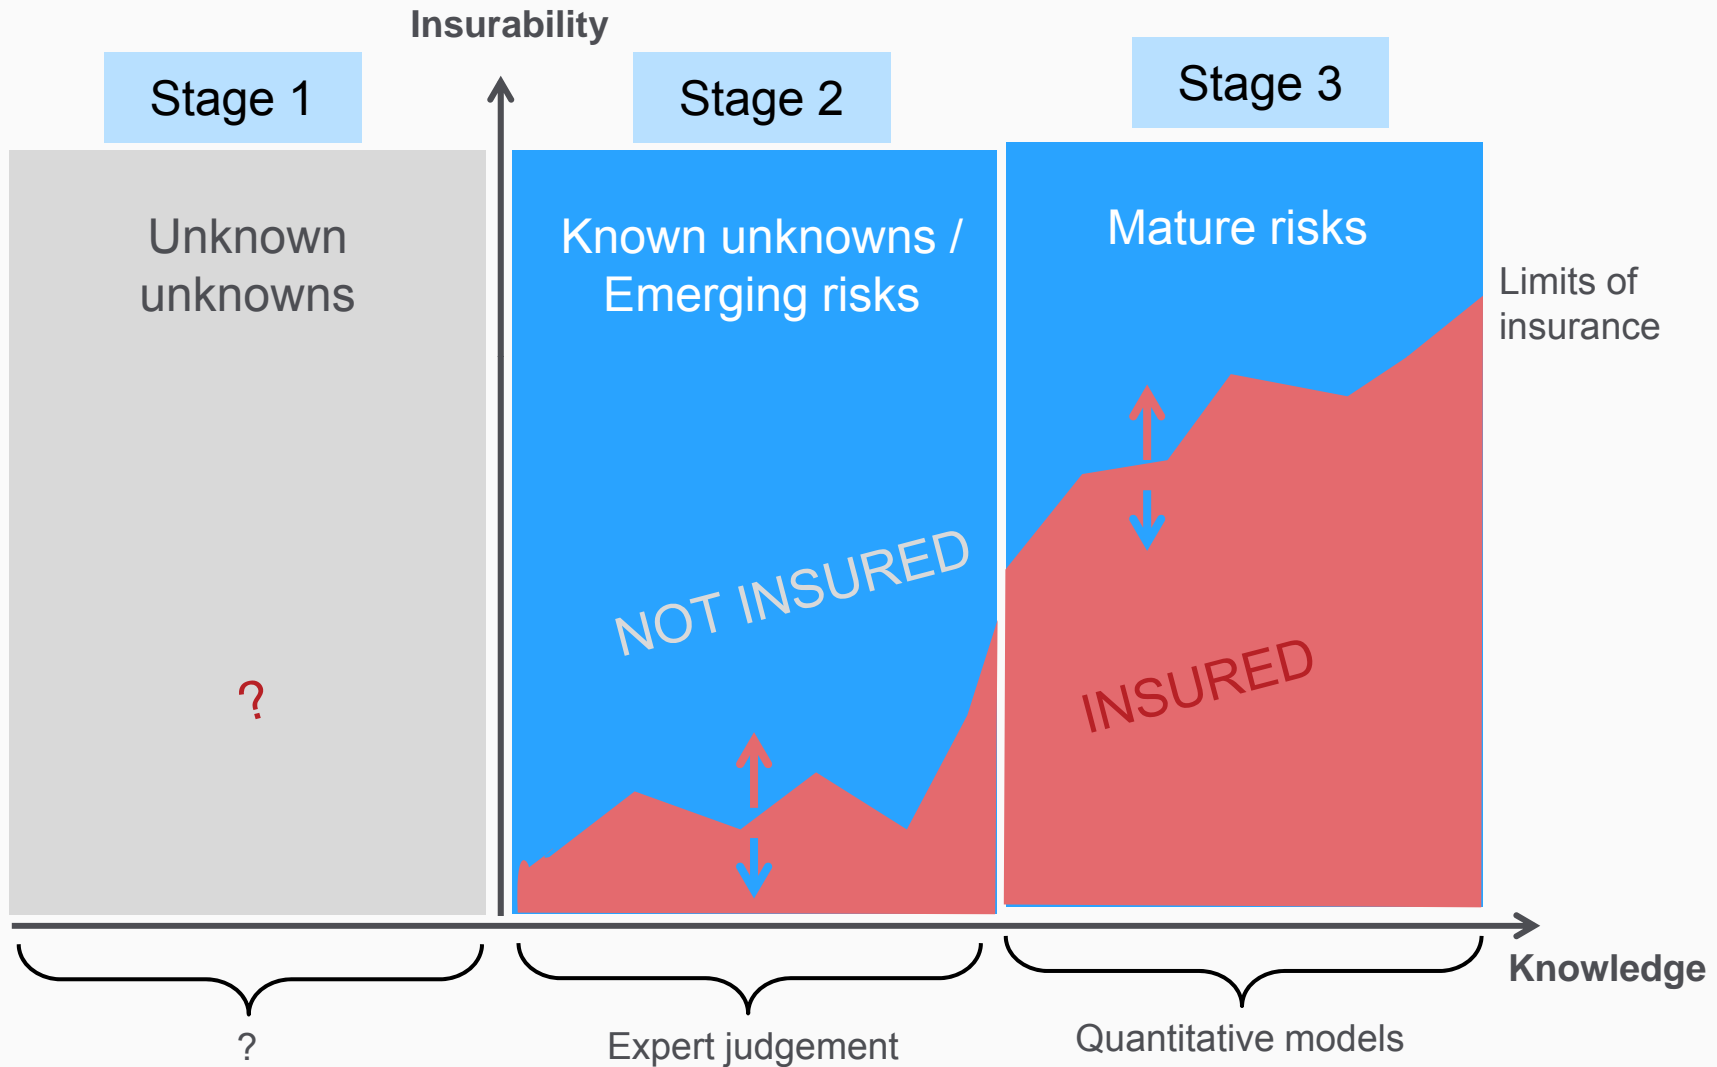 Insurability
Stage 1
Stage 2
Stage 3
Unknown
unknowns
Known unknowns /
Emerging risks
Mature risks
Limits of
insurance
NOT INSURED
INSURED
?
Knowledge
?
Expert judgement
Quantitative models